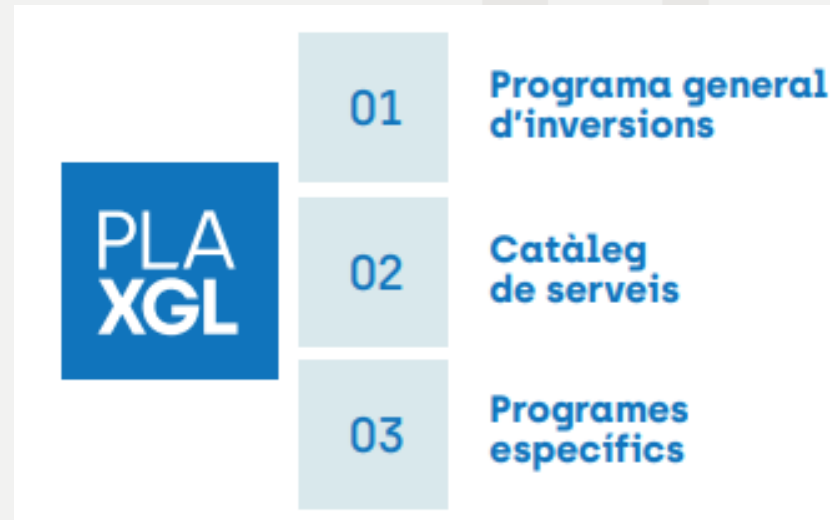 PLA
XGL
01
Programa general
d’inversions
02
Catàleg
de serveis
03
Programes
específics